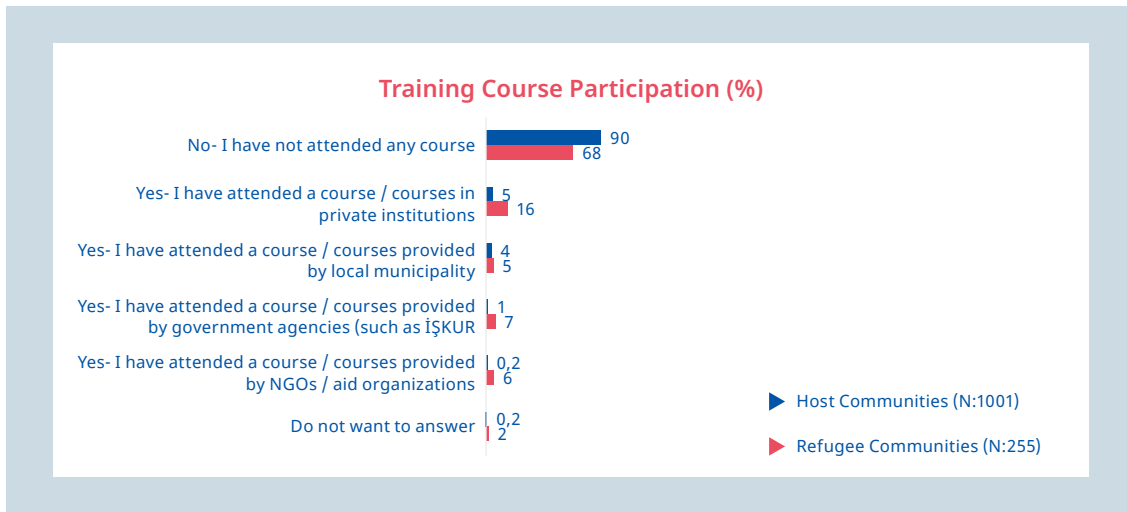 Training Course Participation (%)
No- I have not attended any course
90
68
Yes- I have attended a course / courses in
private institutions
5
16
Yes- I have attended a course / courses provided
by local municipality
4
5
Yes- I have attended a course / courses provided
by government agencies (such as İŞKUR
1
7
Yes- I have attended a course / courses provided
by NGOs / aid organizations
0,2
6
Do not want to answer
0,2
2
Host Communities (N:1001)
Refugee Communities (N:255)